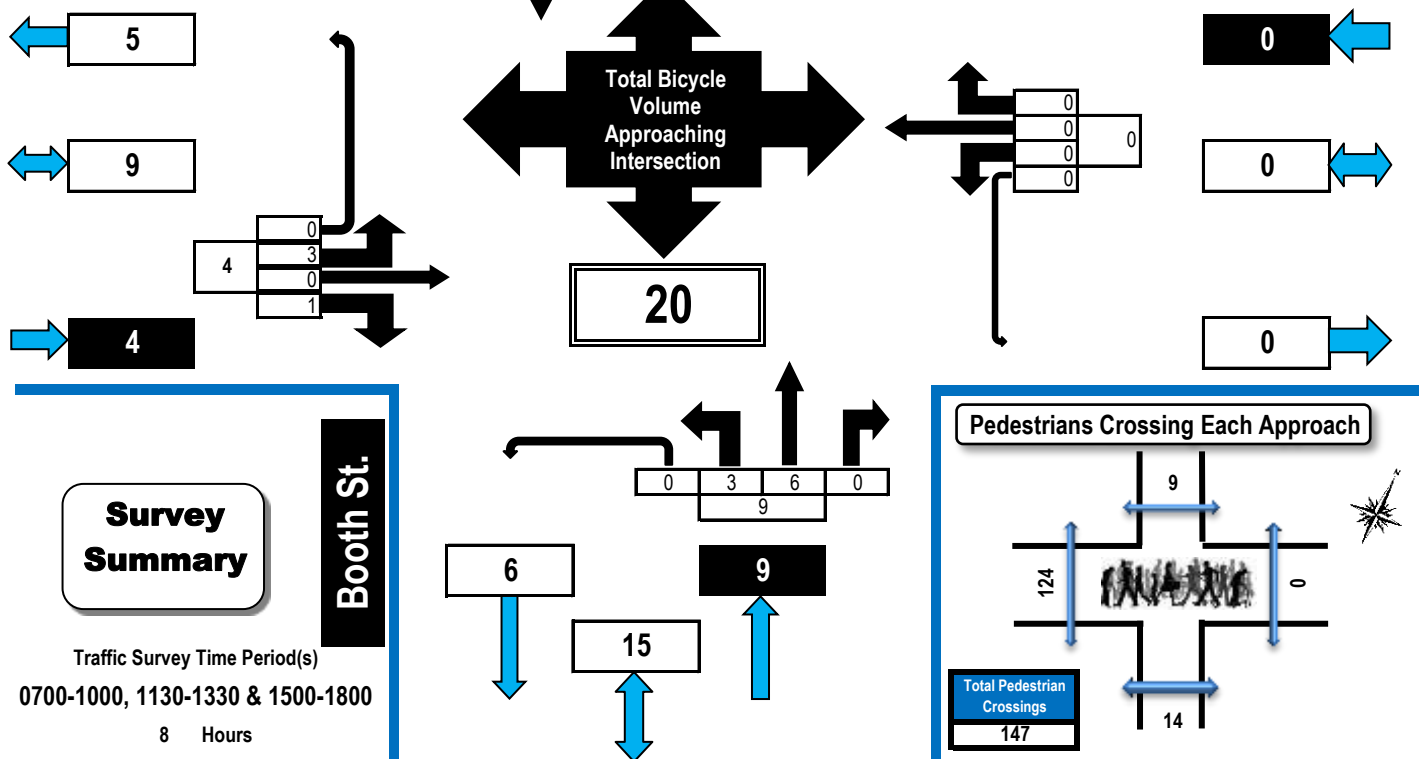 5
9
0
3
0
1
4
4
Total Bicycle
Volume
Approaching
Intersection
20
0
0
0
0
0
0
0
0
Survey
Summary
Booth St.
Traffic Survey Time Period(s)
0700-1000, 1130-1330 & 1500-1800
8 Hours
0 3 6 0
9
6
9
15
Pedestrians Crossing Each Approach
9
124
0
14
Total Pedestrian
Crossings
147